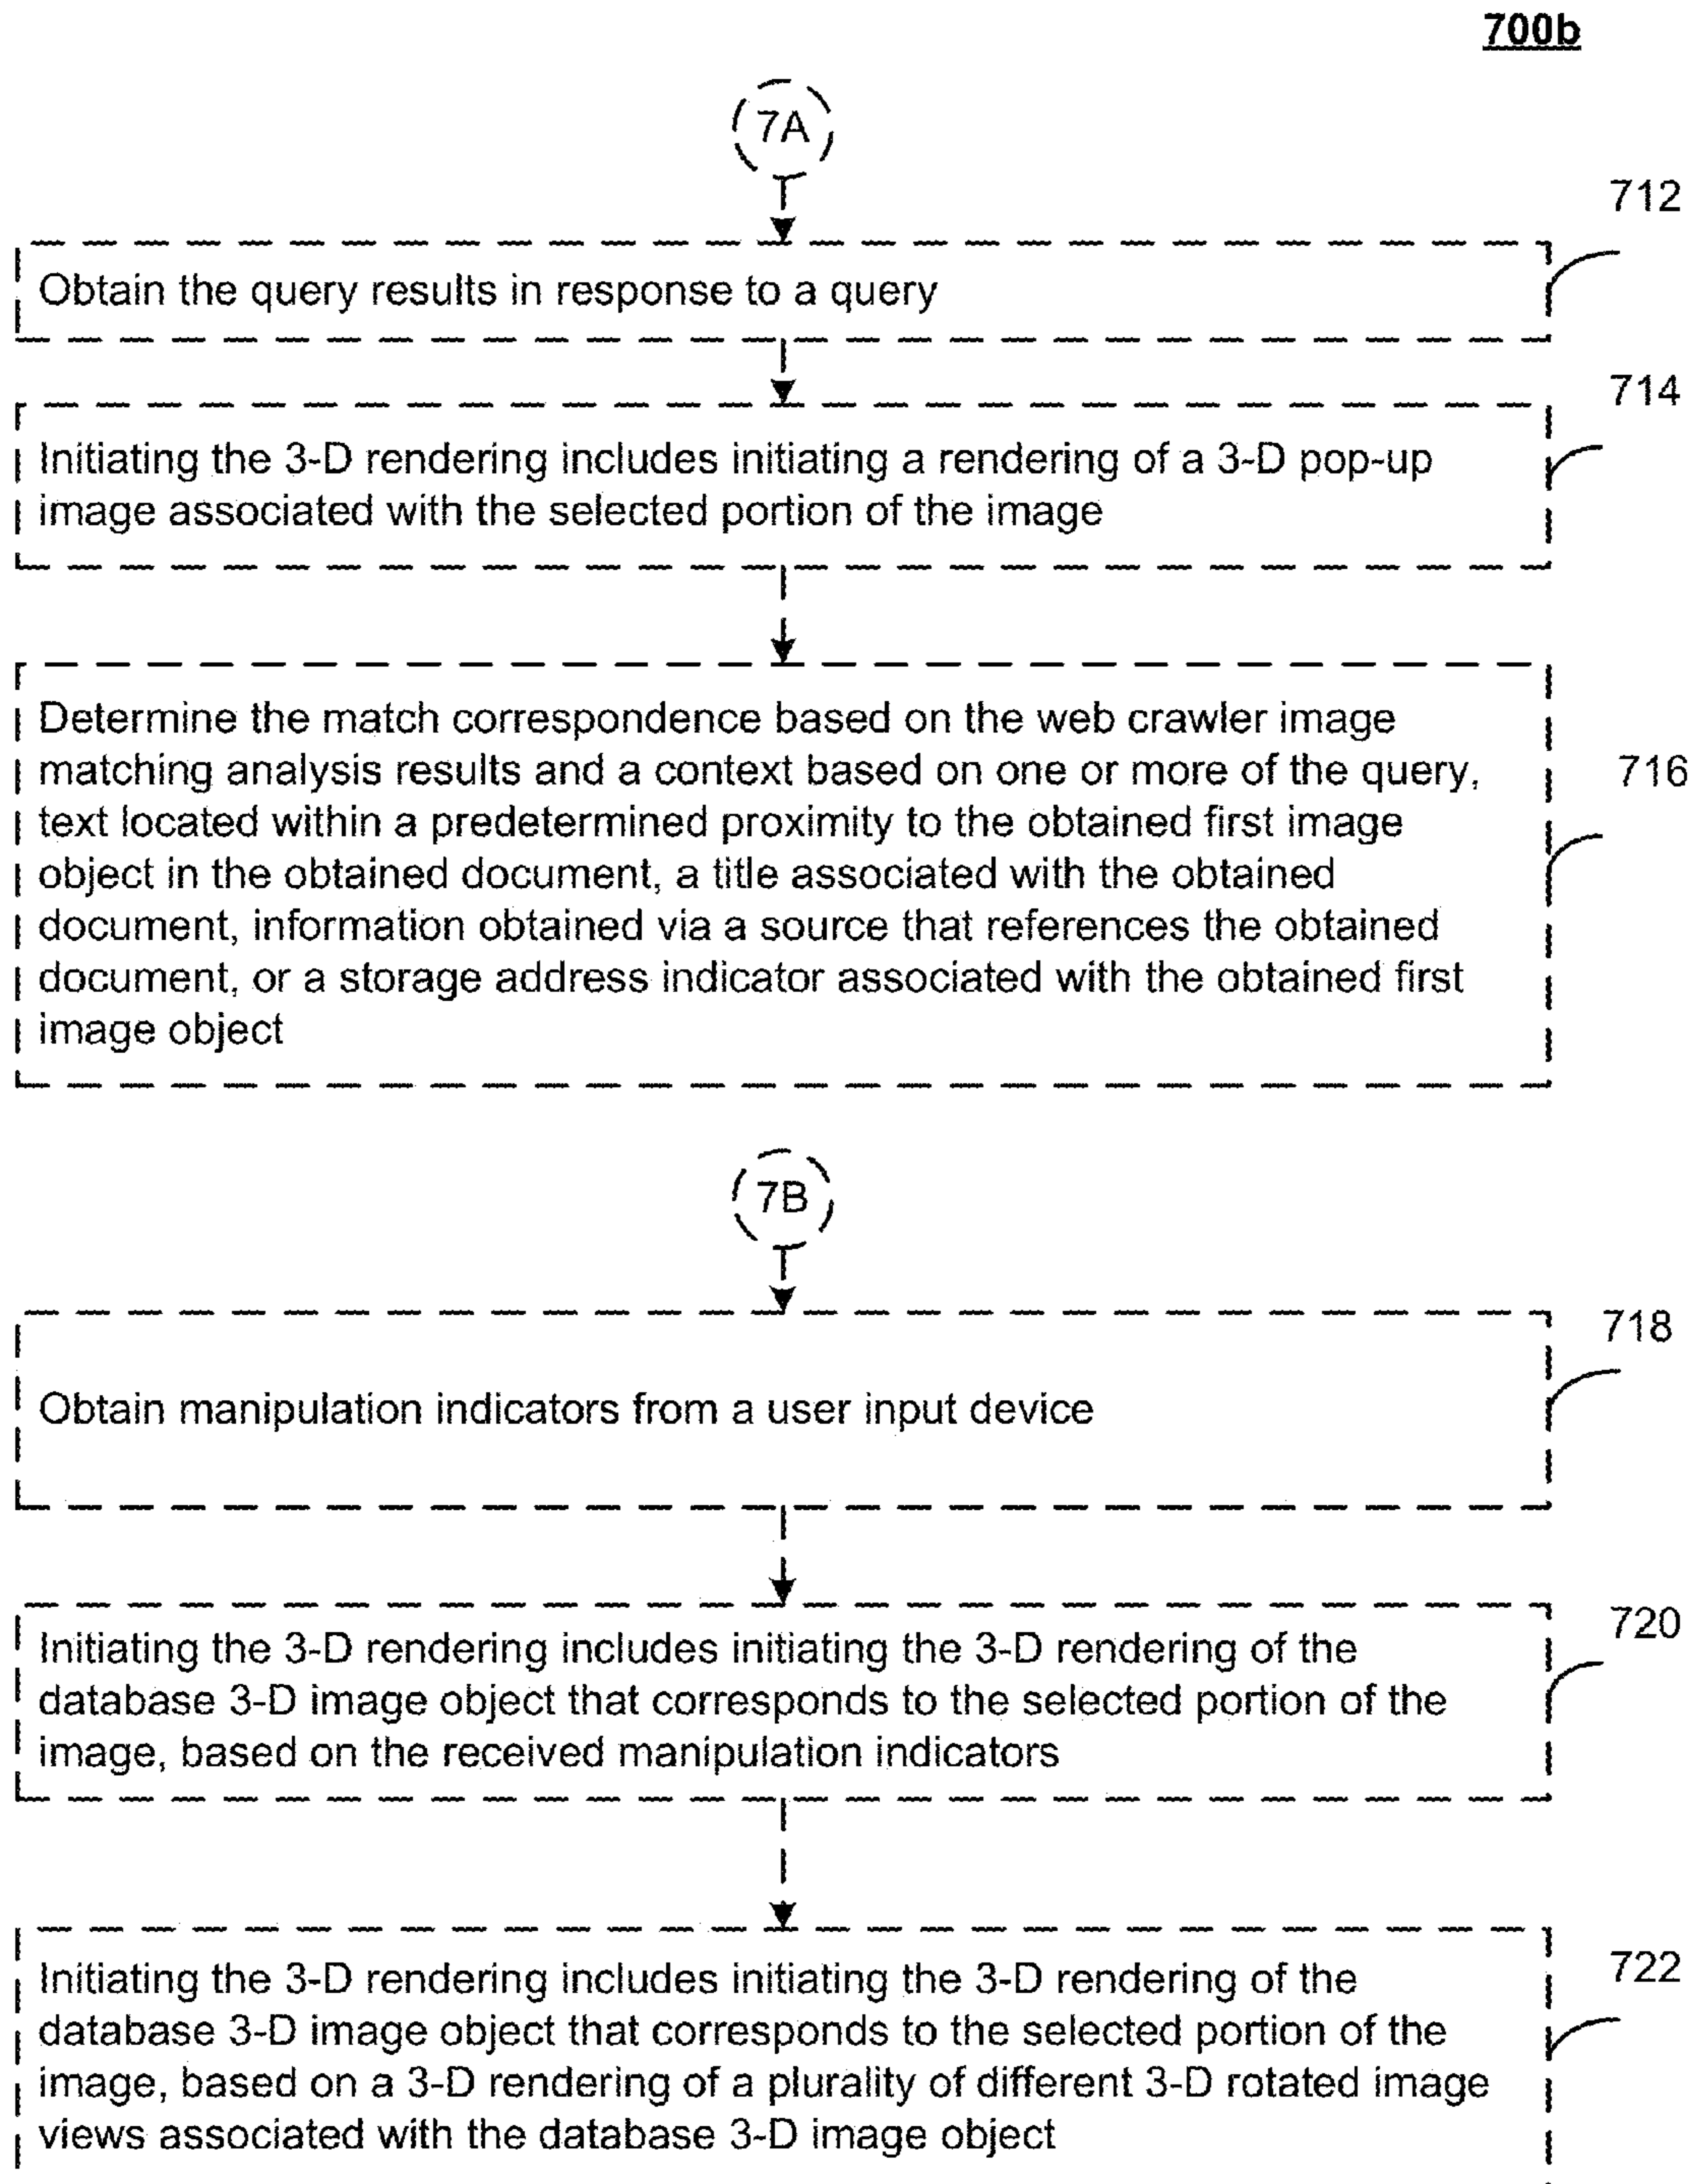 700b
7A
712
Obtain the query results in response to a query
714
Initiating the 3-D rendering includes initiating a rendering of a 3-D pop-up
image associated with the selected portion of the image
716
Determine the match correspondence based on the web crawler image
matching analysis results and a context based on one or more of the query,
text located within a predetermined proximity to the obtained first image
object in the obtained document, a title associated with the obtained
document, information obtained via a source that references the obtained
document, or a storage address indicator associated with the obtained first
image object
7B
718
Obtain manipulation indicators from a user input device
720
Initiating the 3-D rendering includes initiating the 3-D rendering of the
database 3-D image object that corresponds to the selected portion of the
image, based on the received manipulation indicators
722
Initiating the 3-D rendering includes initiating the 3-D rendering of the
database 3-D image object that corresponds to the selected portion of the
image, based on a 3-D rendering of a plurality of different 3-D rotated image
views associated with the database 3-D image object